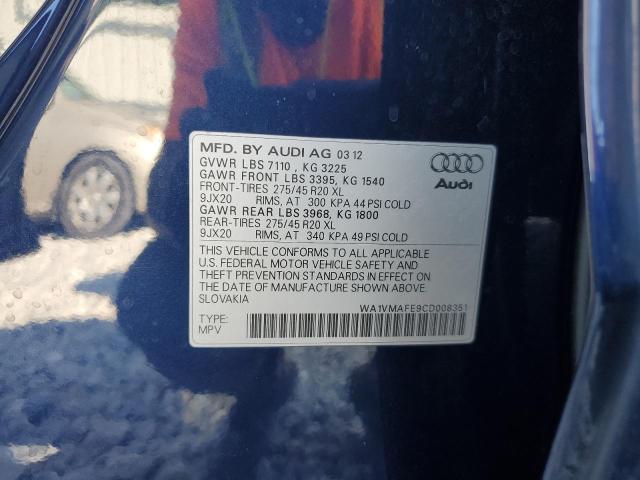 MFD. BY AUDI AG 03 12
GVWR LBS 7110 , KG 3225
GAWR FRONT LBS 3395, KG 1540
FRONT-TIRES 275/45 R20 XL
9JX20 RIMS, AT 300 KPA 44 PSI COLD
GAWR REAR LBS 3968, KG 1800
REAR-TIRES 275/45 R20 XL
9JX20 RIMS, AT 340 KPA 49 PSI COLD
Audi
THIS VEHICLE CONFORMS TO ALL APPLICABLE
U.S. FEDERAL MOTOR VEHICLE SAFETY AND
THEFT PREVENTION STANDARDS IN EFFECT ON
THE DATE OF MANUFACTURE SHOWN ABOVE.
SLOVAKIA
WA1VMAFE9CD008351
TYPE:
MPV